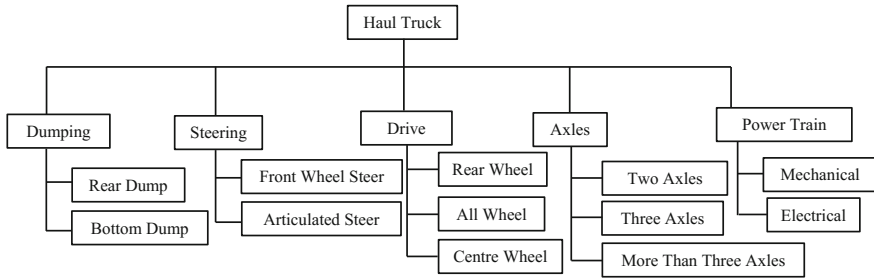 Haul Truck
Dumping
Rear Dump
Bottom Dump
Steering
Front Wheel Steer
Articulated Steer
Drive
Rear Wheel
All Wheel
Centre Wheel
Axles
Two Axles
Three Axles
More Than Three Axles
Power Train
Mechanical
Electrical